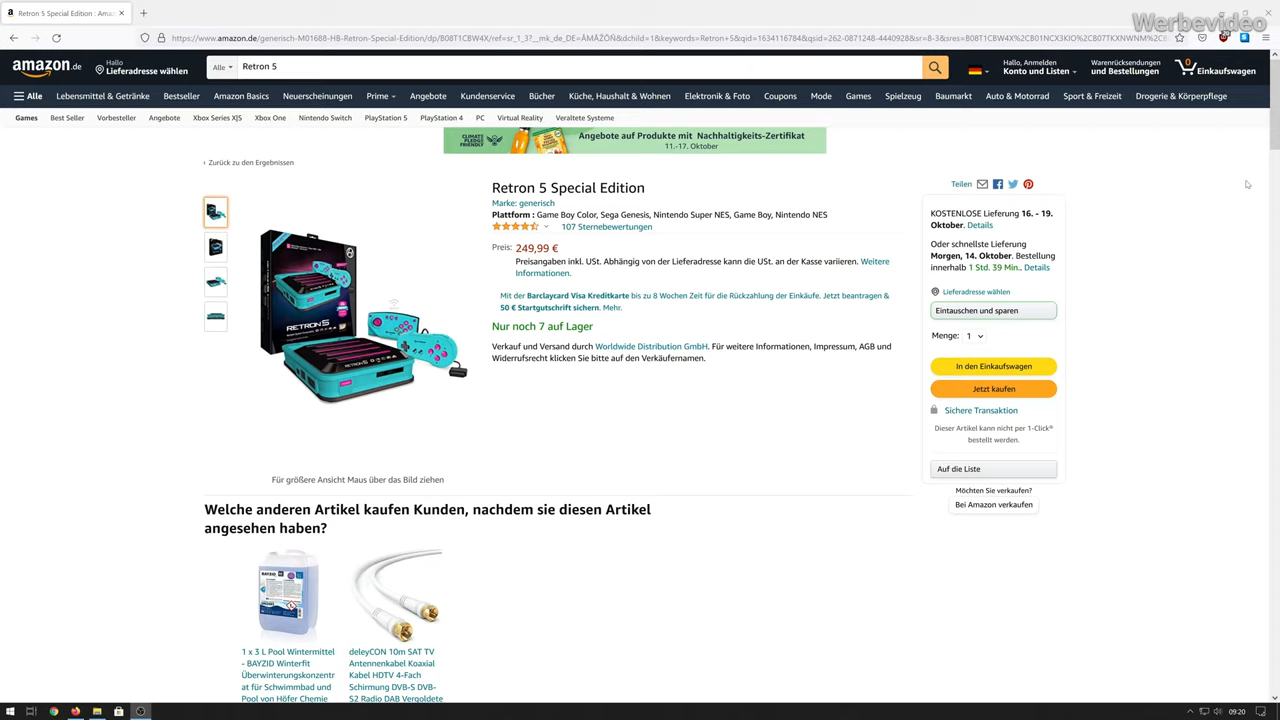 Retron 5 Special Edition : Amaz
Werbevideo
https://www.amazon.de/generisch-M01688-HB-Retron-Special-Edition/dp/B08T1CBW4X/ref=sr_1_3?__mk_de_DE=ÅMÅŽÕÑ&dchild=1&keywords=Retron+5&qid=1634116784&qsid=262-0871248-4440928&sr=8-3&sres=B08T1CBW4X%2CB01NCX3KIO%2CB07TKXNWNM%2CB
20
amazon.de
Hallo
Lieferadresse wählen
Alle
Retron 5
Hallo, Anmelden
Konto und Listen
Warenrücksendungen
und Bestellungen
0
Einkaufswagen
Alle
Lebensmittel & Getränke
Bestseller
Amazon Basics
Neuerscheinungen
Prime
Angebote
Kundenservice
Bücher
Küche, Haushalt & Wohnen
Elektronik & Foto
Coupons
Mode
Games
Spielzeug
Baumarkt
Auto & Motorrad
Sport & Freizeit
Drogerie & Körperpflege
Games
Best Seller
Vorbesteller
Angebote
Xbox Series X|S
Xbox One
Nintendo Switch
PlayStation 5
PlayStation 4
PC
Virtual Reality
Veraltete Systeme
CLIMATE
PLEDGE
FRIENDLY
Angebote auf Produkte mit Nachhaltigkeits-Zertifikat
11.-17. Oktober
‹ Zurück zu den Ergebnissen
RETRON 5
Für größere Ansicht Maus über das Bild ziehen
Retron 5 Special Edition
Marke: generisch
Plattform : Game Boy Color, Sega Genesis, Nintendo Super NES, Game Boy, Nintendo NES
107 Sternebewertungen
Preis: 249,99 €
Preisangaben inkl. USt. Abhängig von der Lieferadresse kann die USt. an der Kasse variieren. Weitere
Informationen.
Mit der Barclaycard Visa Kreditkarte bis zu 8 Wochen Zeit für die Rückzahlung der Einkäufe. Jetzt beantragen &
50 € Startgutschrift sichern. Mehr.
Nur noch 7 auf Lager
Verkauf und Versand durch Worldwide Distribution GmbH. Für weitere Informationen, Impressum, AGB und
Widerrufsrecht klicken Sie bitte auf den Verkäufernamen.
Teilen
KOSTENLOSE Lieferung 16. - 19.
Oktober. Details
Oder schnellste Lieferung
Morgen, 14. Oktober. Bestellung
innerhalb 1 Std. 39 Min.. Details
Lieferadresse wählen
Eintauschen und sparen
Menge: 1
In den Einkaufswagen
Jetzt kaufen
Sichere Transaktion
Dieser Artikel kann nicht per 1-Click®
bestellt werden.
Auf die Liste
Möchten Sie verkaufen?
Bei Amazon verkaufen
Welche anderen Artikel kaufen Kunden, nachdem sie diesen Artikel
angesehen haben?
BAYZID
1 x 3 L Pool Wintermittel
- BAYZID Winterfit
Überwinterungskonzentr
at für Schwimmbad und
Pool von Höfer Chemie
deleyCON 10m SAT TV
Antennenkabel Koaxial
Kabel HDTV 4-Fach
Schirmung DVB-S DVB-
S2 Radio DAB Vergoldete
09:20